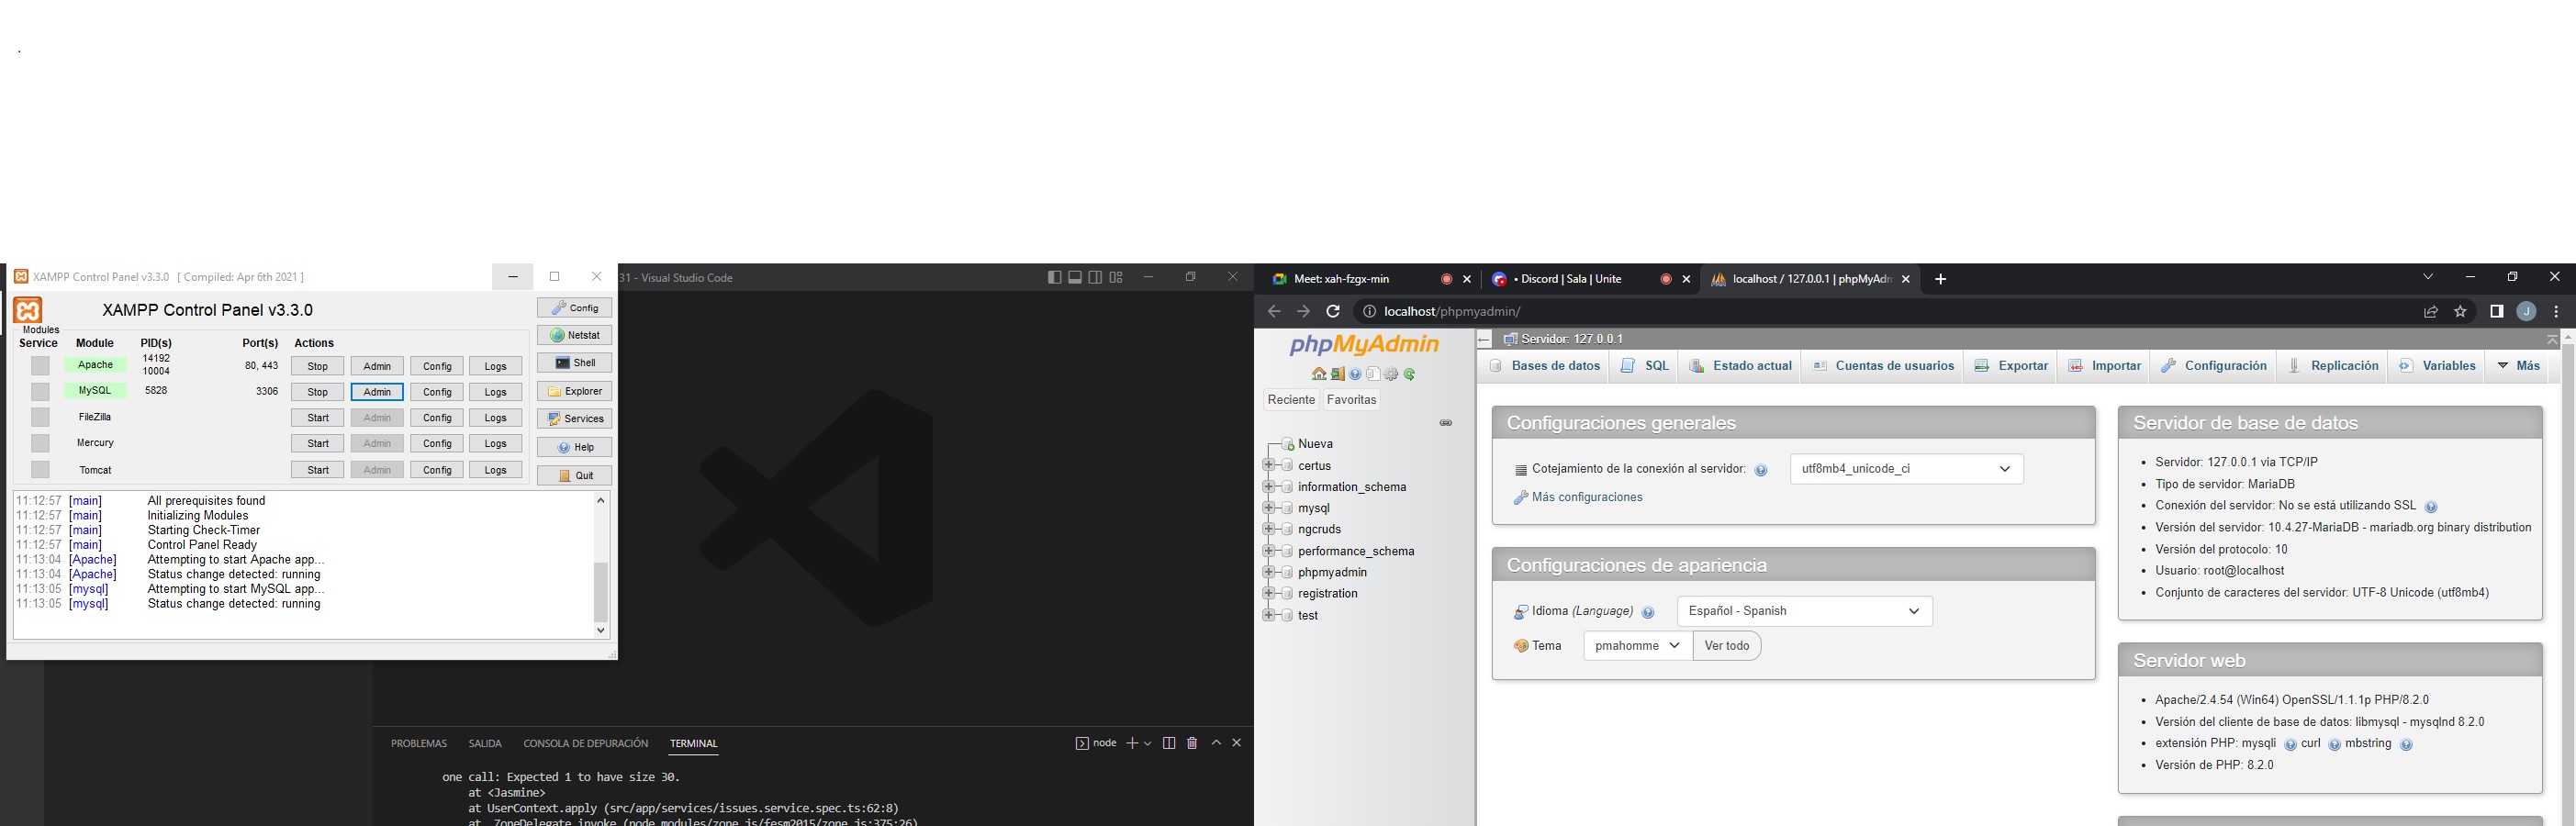 .
XAMPP Control Panel v3.3.0 [ Compiled: Apr 6th 2021 ]
XAMPP Control Panel v3.3.0
Config
Modules
Service Module PID(s) Port(s) Actions
Netstat
Apache 14192 10004 80, 443 Stop Admin Config Logs
Shell
MySQL 5828 3306 Stop Admin Config Logs
Explorer
FileZilla Start Admin Config Logs
Services
Mercury Start Admin Config Logs
Help
Tomcat Start Admin Config Logs
Quit
11:12:57 [main] All prerequisites found
11:12:57 [main] Initializing Modules
11:12:57 [main] Starting Check-Timer
11:12:57 [main] Control Panel Ready
11:13:04 [Apache] Attempting to start Apache app...
11:13:04 [Apache] Status change detected: running
11:13:05 [mysql] Attempting to start MySQL app...
11:13:05 [mysql] Status change detected: running
31 - Visual Studio Code
PROBLEMAS SALIDA CONSOLA DE DEPURACIÓN TERMINAL
node
one call: Expected 1 to have size 30.
at <Jasmine>
at UserContext.apply (src/app/services/issues.service.spec.ts:62:8)
at _ZoneDelegate.invoke (node_modules/zone.js/fesm2015/zone.js:375:26)
Meet: xah-fzgx-min
• Discord | Sala | Unite
localhost / 127.0.0.1 | phpMyAdm
localhost/phpmyadmin/
J
phpMyAdmin
Reciente Favoritas
Nueva
certus
information_schema
mysql
ngcruds
performance_schema
phpmyadmin
registration
test
Servidor: 127.0.0.1
Bases de datos SQL Estado actual Cuentas de usuarios Exportar Importar Configuración Replicación Variables Más
Configuraciones generales
Cotejamiento de la conexión al servidor: utf8mb4_unicode_ci
Más configuraciones
Configuraciones de apariencia
Idioma (Language) Español - Spanish
Tema pmahomme Ver todo
Servidor de base de datos
• Servidor: 127.0.0.1 via TCP/IP
• Tipo de servidor: MariaDB
• Conexión del servidor: No se está utilizando SSL
• Versión del servidor: 10.4.27-MariaDB - mariadb.org binary distribution
• Versión del protocolo: 10
• Usuario: root@localhost
• Conjunto de caracteres del servidor: UTF-8 Unicode (utf8mb4)
Servidor web
• Apache/2.4.54 (Win64) OpenSSL/1.1.1p PHP/8.2.0
• Versión del cliente de base de datos: libmysql - mysqlnd 8.2.0
• extensión PHP: mysqli curl mbstring
• Versión de PHP: 8.2.0